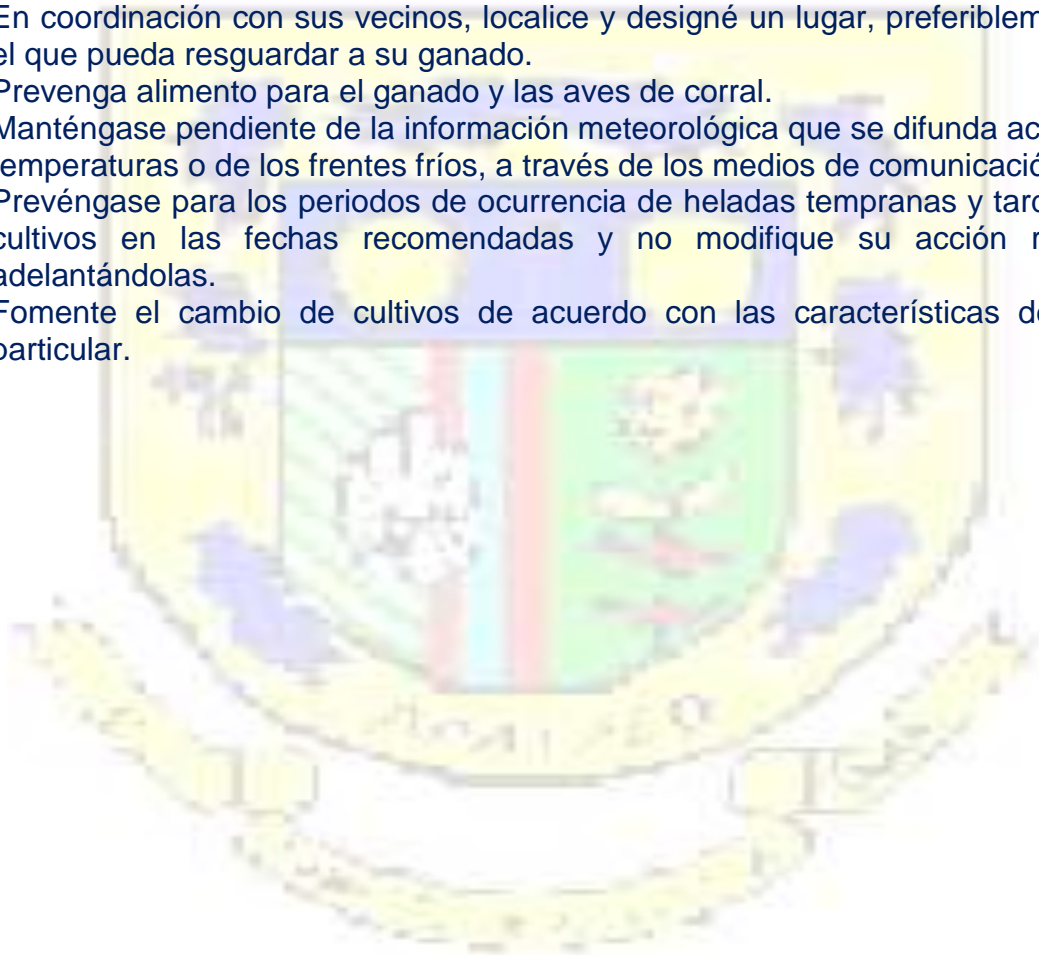 En coordinación con sus vecinos, localice y designé un lugar, preferiblem
el que pueda resguardar a su ganado.
Prevenga alimento para el ganado y las aves de corral.
Manténgase pendiente de la información meteorológica que se difunda ac
temperaturas o de los frentes fríos, a través de los medios de comunicació
Prevéngase para los periodos de ocurrencia de heladas tempranas y tard
cultivos en las fechas recomendadas y no modifique su acción r
adelantándolas.
Fomente el cambio de cultivos de acuerdo con las características de
particular.